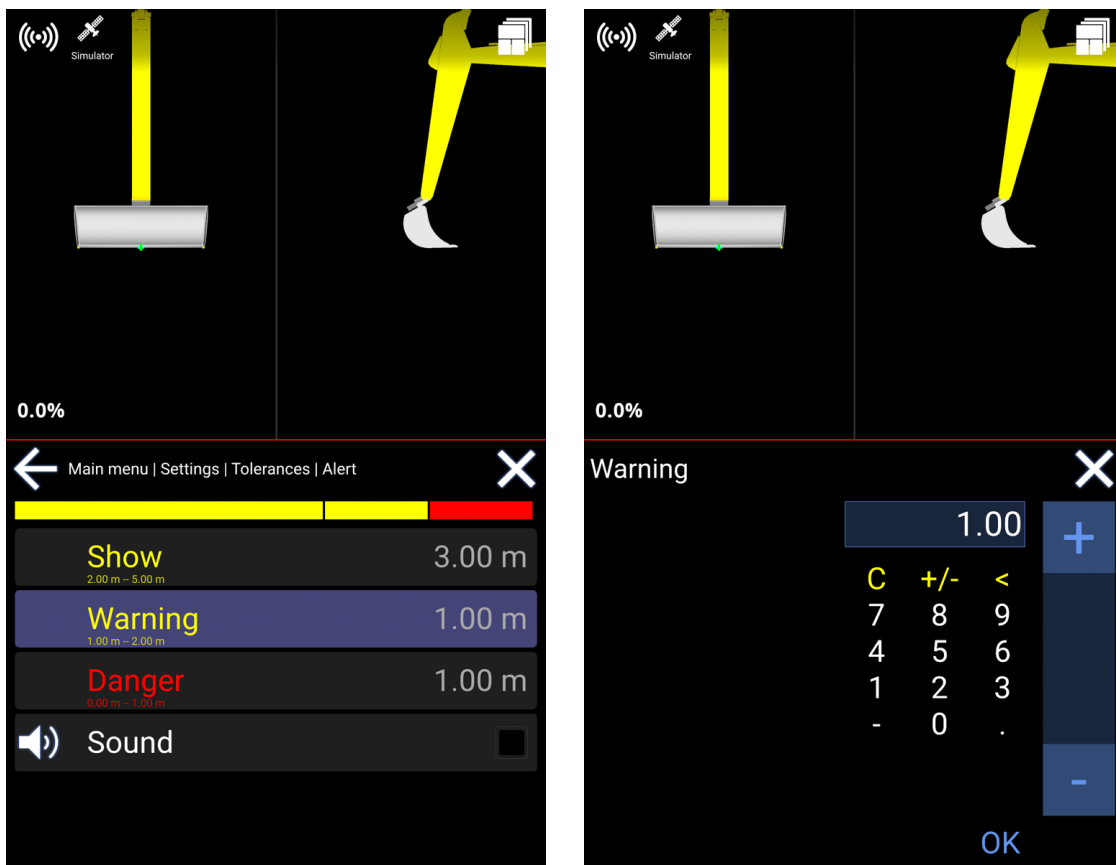 Simulator
0.0%
Main menu | Settings | Tolerances | Alert
Show 3.00 m
2.00 m – 5.00 m
Warning 1.00 m
1.00 m – 2.00 m
Danger 1.00 m
0.00 m – 1.00 m
Sound
Simulator
0.0%
Warning
1.00
+
C +/- <
7 8 9
4 5 6
1 2 3
- 0 .
-
OK